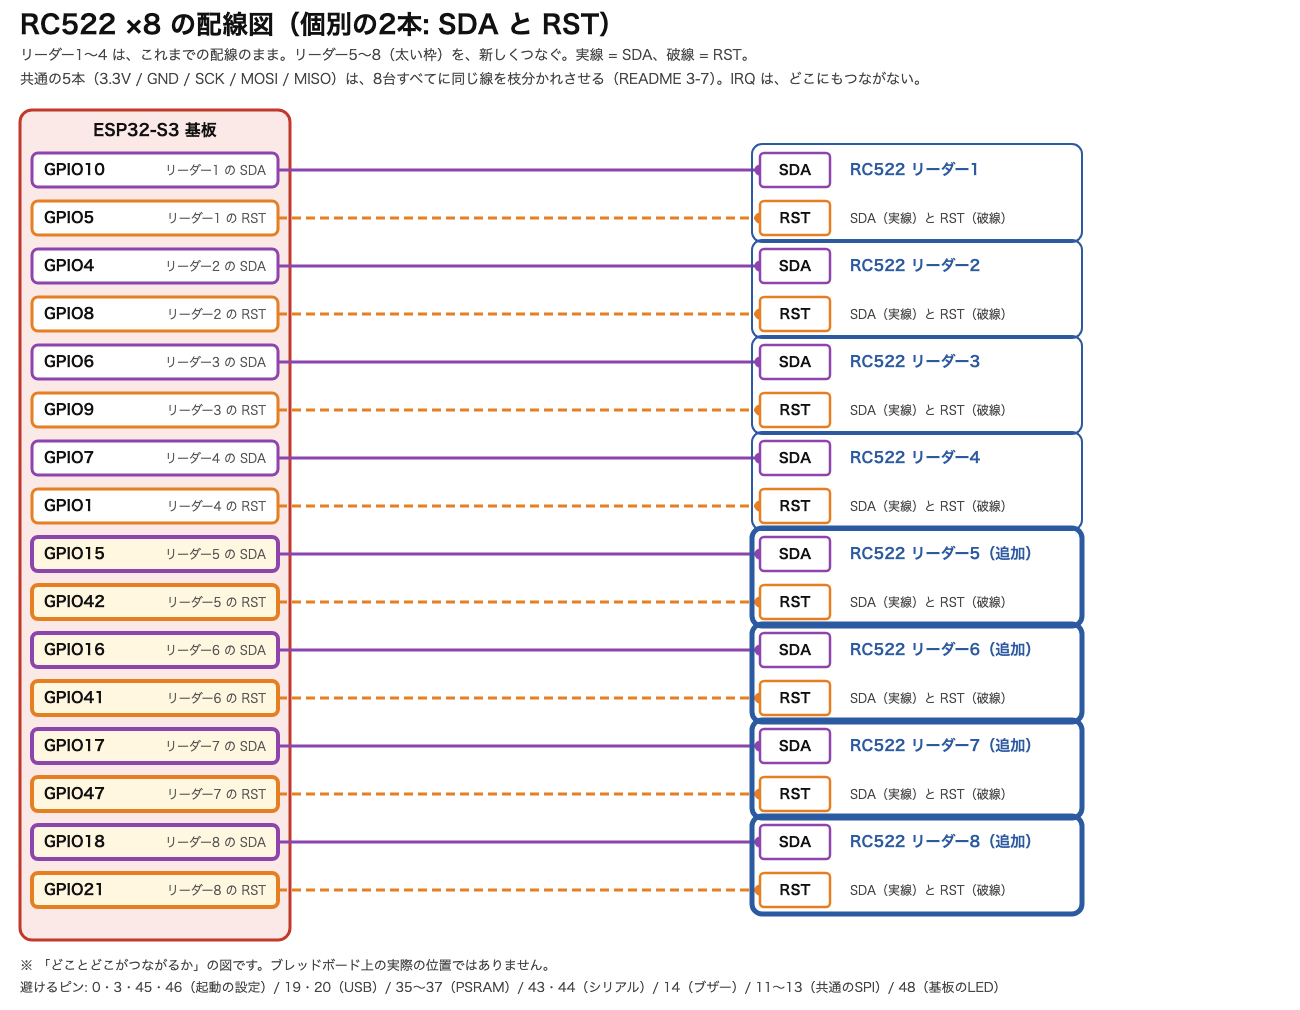 RC522 ×8 の配線図（個別の2本: SDA と RST）
リーダー1〜4 は、これまでの配線のまま。リーダー5〜8（太い枠）を、新しくつなぐ。実線 = SDA、破線 = RST。
共通の5本（3.3V / GND / SCK / MOSI / MISO）は、8台すべてに同じ線を枝分かれさせる（README 3-7）。IRQ は、どこにもつながない。
ESP32-S3 基板
GPIO10 リーダー1 の SDA SDA RC522 リーダー1
GPIO5 リーダー1 の RST RST SDA（実線）と RST（破線）
GPIO4 リーダー2 の SDA SDA RC522 リーダー2
GPIO8 リーダー2 の RST RST SDA（実線）と RST（破線）
GPIO6 リーダー3 の SDA SDA RC522 リーダー3
GPIO9 リーダー3 の RST RST SDA（実線）と RST（破線）
GPIO7 リーダー4 の SDA SDA RC522 リーダー4
GPIO1 リーダー4 の RST RST SDA（実線）と RST（破線）
GPIO15 リーダー5 の SDA SDA RC522 リーダー5（追加）
GPIO42 リーダー5 の RST RST SDA（実線）と RST（破線）
GPIO16 リーダー6 の SDA SDA RC522 リーダー6（追加）
GPIO41 リーダー6 の RST RST SDA（実線）と RST（破線）
GPIO17 リーダー7 の SDA SDA RC522 リーダー7（追加）
GPIO47 リーダー7 の RST RST SDA（実線）と RST（破線）
GPIO18 リーダー8 の SDA SDA RC522 リーダー8（追加）
GPIO21 リーダー8 の RST RST SDA（実線）と RST（破線）
※ 「どことどこがつながるか」の図です。ブレッドボード上の実際の位置ではありません。
避けるピン: 0・3・45・46（起動の設定）/ 19・20（USB）/ 35〜37（PSRAM）/ 43・44（シリアル）/ 14（ブザー）/ 11〜13（共通のSPI）/ 48（基板のLED）